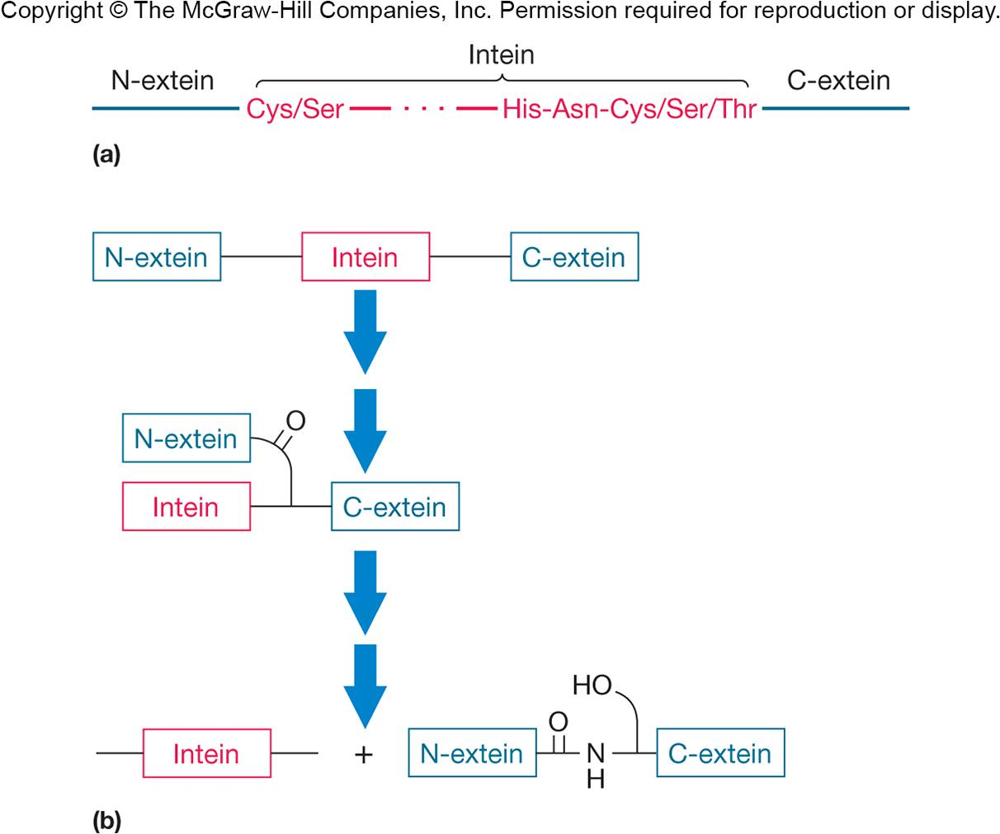 Copyright © The McGraw-Hill Companies, Inc. Permission required for reproduction or display.
Intein
N-extein
C-extein
Cys/Ser
His-Asn-Cys/Ser/Thr
(a)
N-extein
Intein
C-extein
O
N-extein
Intein
C-extein
HO
O
Intein
+
N-extein
N
C-extein
H
(b)